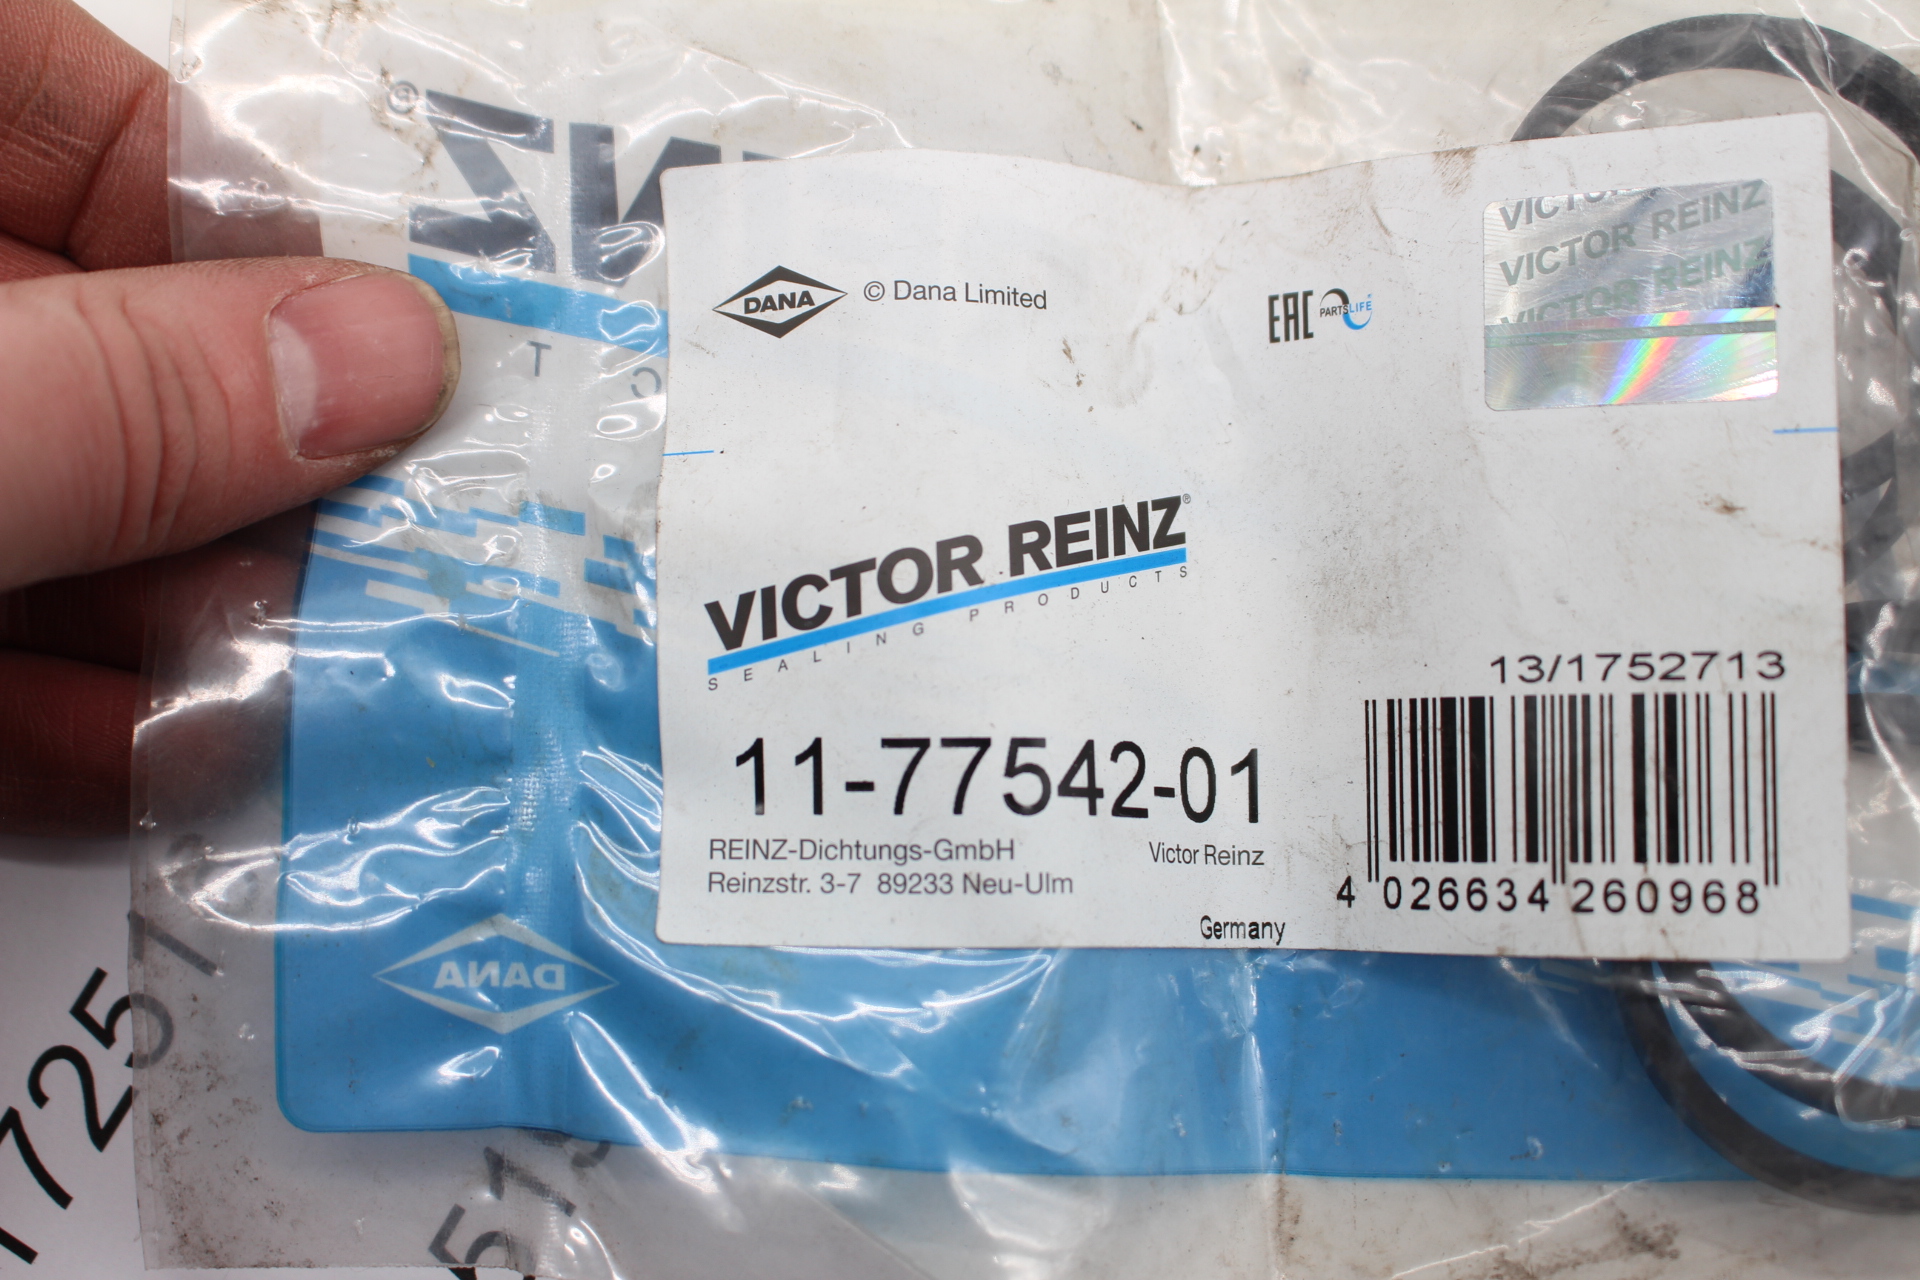 DANA © Dana Limited
EAC PARTSLIFE
VICTOR REINZ
VICTOR REINZ
VICTOR REINZ
VICTOR REINZ®
SEALING PRODUCTS
13/1752713
11-77542-01
REINZ-Dichtungs-GmbH Victor Reinz
Reinzstr. 3-7 89233 Neu-Ulm
Germany
4 026634 260968
DANA
7257